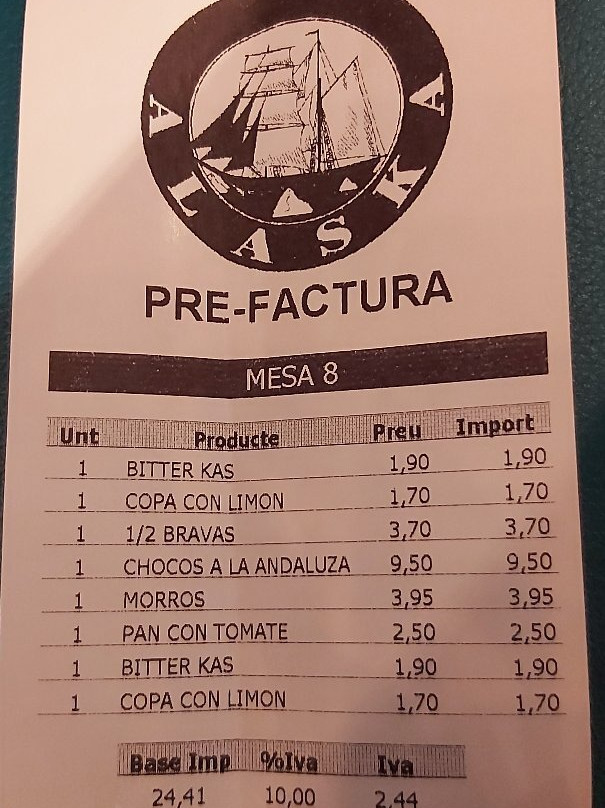 ALASKA
PRE-FACTURA
MESA 8
Unt Producte Preu Import
1 BITTER KAS 1,90 1,90
1 COPA CON LIMON 1,70 1,70
1 1/2 BRAVAS 3,70 3,70
1 CHOCOS A LA ANDALUZA 9,50 9,50
1 MORROS 3,95 3,95
1 PAN CON TOMATE 2,50 2,50
1 BITTER KAS 1,90 1,90
1 COPA CON LIMON 1,70 1,70
Base Imp %Iva Iva
24,41 10,00 2,44